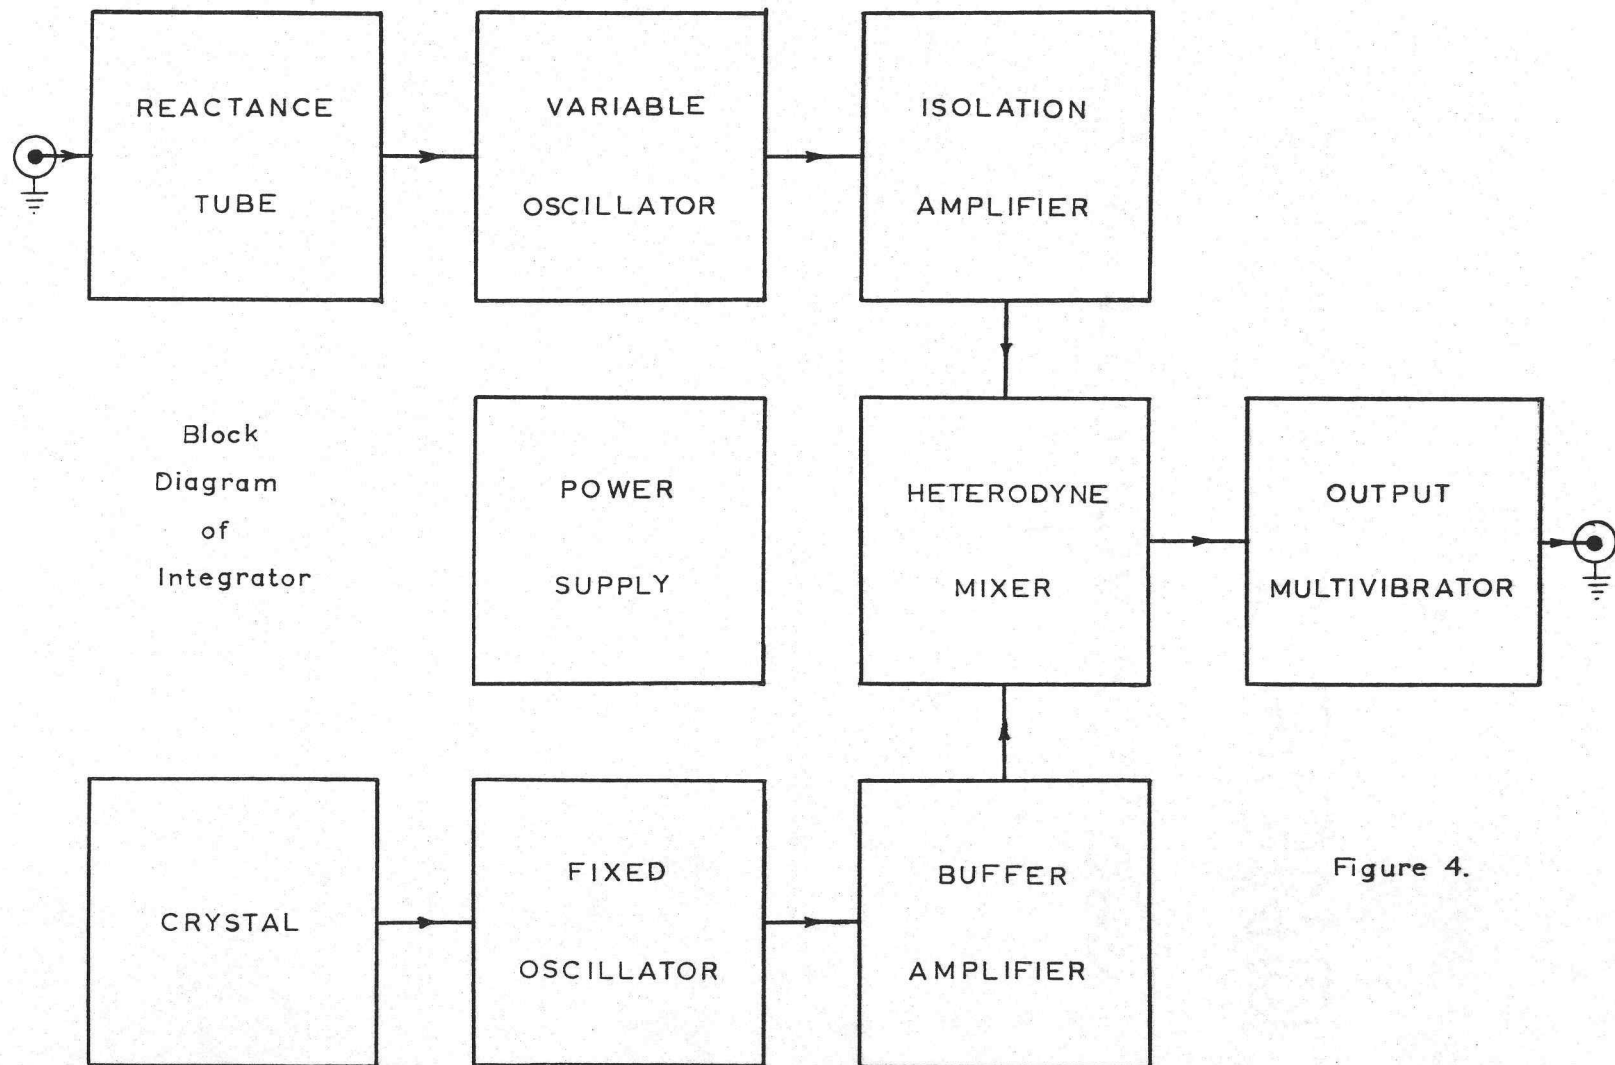 REACTANCE
TUBE
VARIABLE
OSCILLATOR
ISOLATION
AMPLIFIER
Block
Diagram
of
Integrator
POWER
SUPPLY
HETERODYNE
MIXER
OUTPUT
MULTIVIBRATOR
CRYSTAL
FIXED
OSCILLATOR
BUFFER
AMPLIFIER
Figure 4.